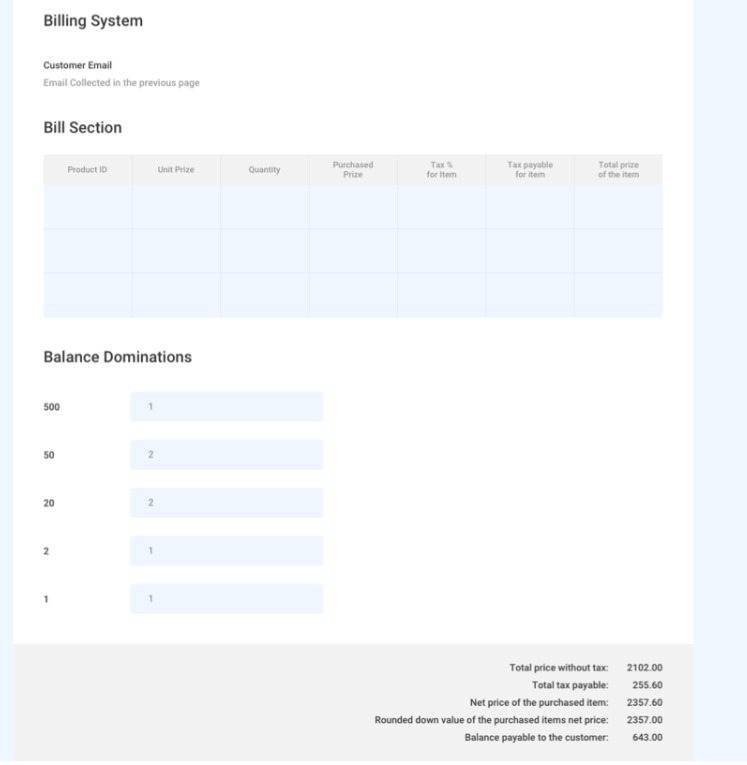 Billing System
Customer Email
Email Collected in the previous page
Bill Section
Product ID Unit Prize Quantity Purchased Prize Tax % for Item Tax payable for item Total prize of the item
Balance Dominations
500 1
50 2
20 2
2 1
1 1
Total price without tax: 2102.00
Total tax payable: 255.60
Net price of the purchased item: 2357.60
Rounded down value of the purchased items net price: 2357.00
Balance payable to the customer: 643.00